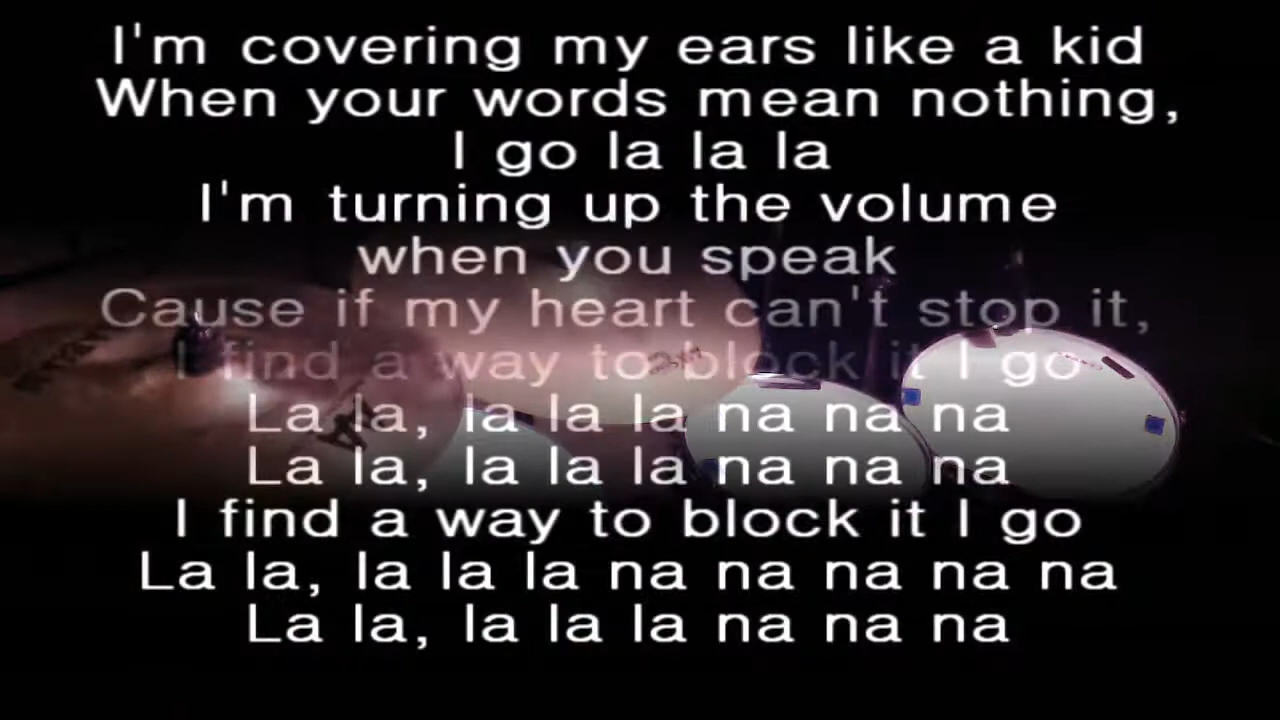 I'm covering my ears like a kid
When your words mean nothing,
I go la la la
I'm turning up the volume
when you speak
Cause if my heart can't stop it,
I find a way to block it I go
La la, la la la na na na
La la, la la la na na na
I find a way to block it I go
La la, la la la na na na na na
La la, la la la na na na